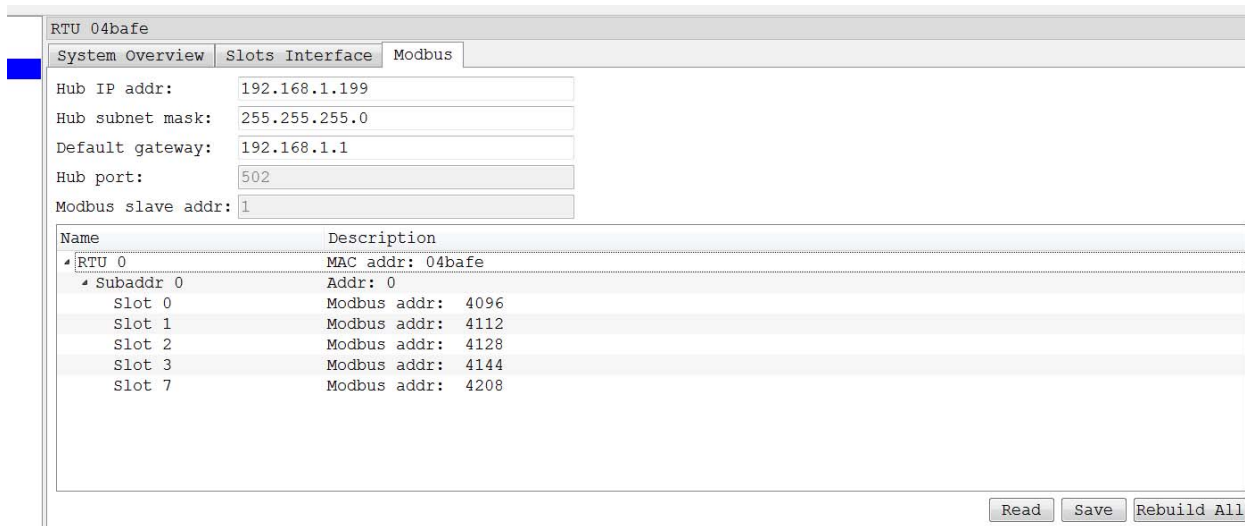 RTU 04bafe
System Overview Slots Interface Modbus
Hub IP addr: 192.168.1.199
Hub subnet mask: 255.255.255.0
Default gateway: 192.168.1.1
Hub port: 502
Modbus slave addr: 1
Name Description
RTU 0 MAC addr: 04bafe
Subaddr 0 Addr: 0
Slot 0 Modbus addr: 4096
Slot 1 Modbus addr: 4112
Slot 2 Modbus addr: 4128
Slot 3 Modbus addr: 4144
Slot 7 Modbus addr: 4208
Read Save Rebuild All